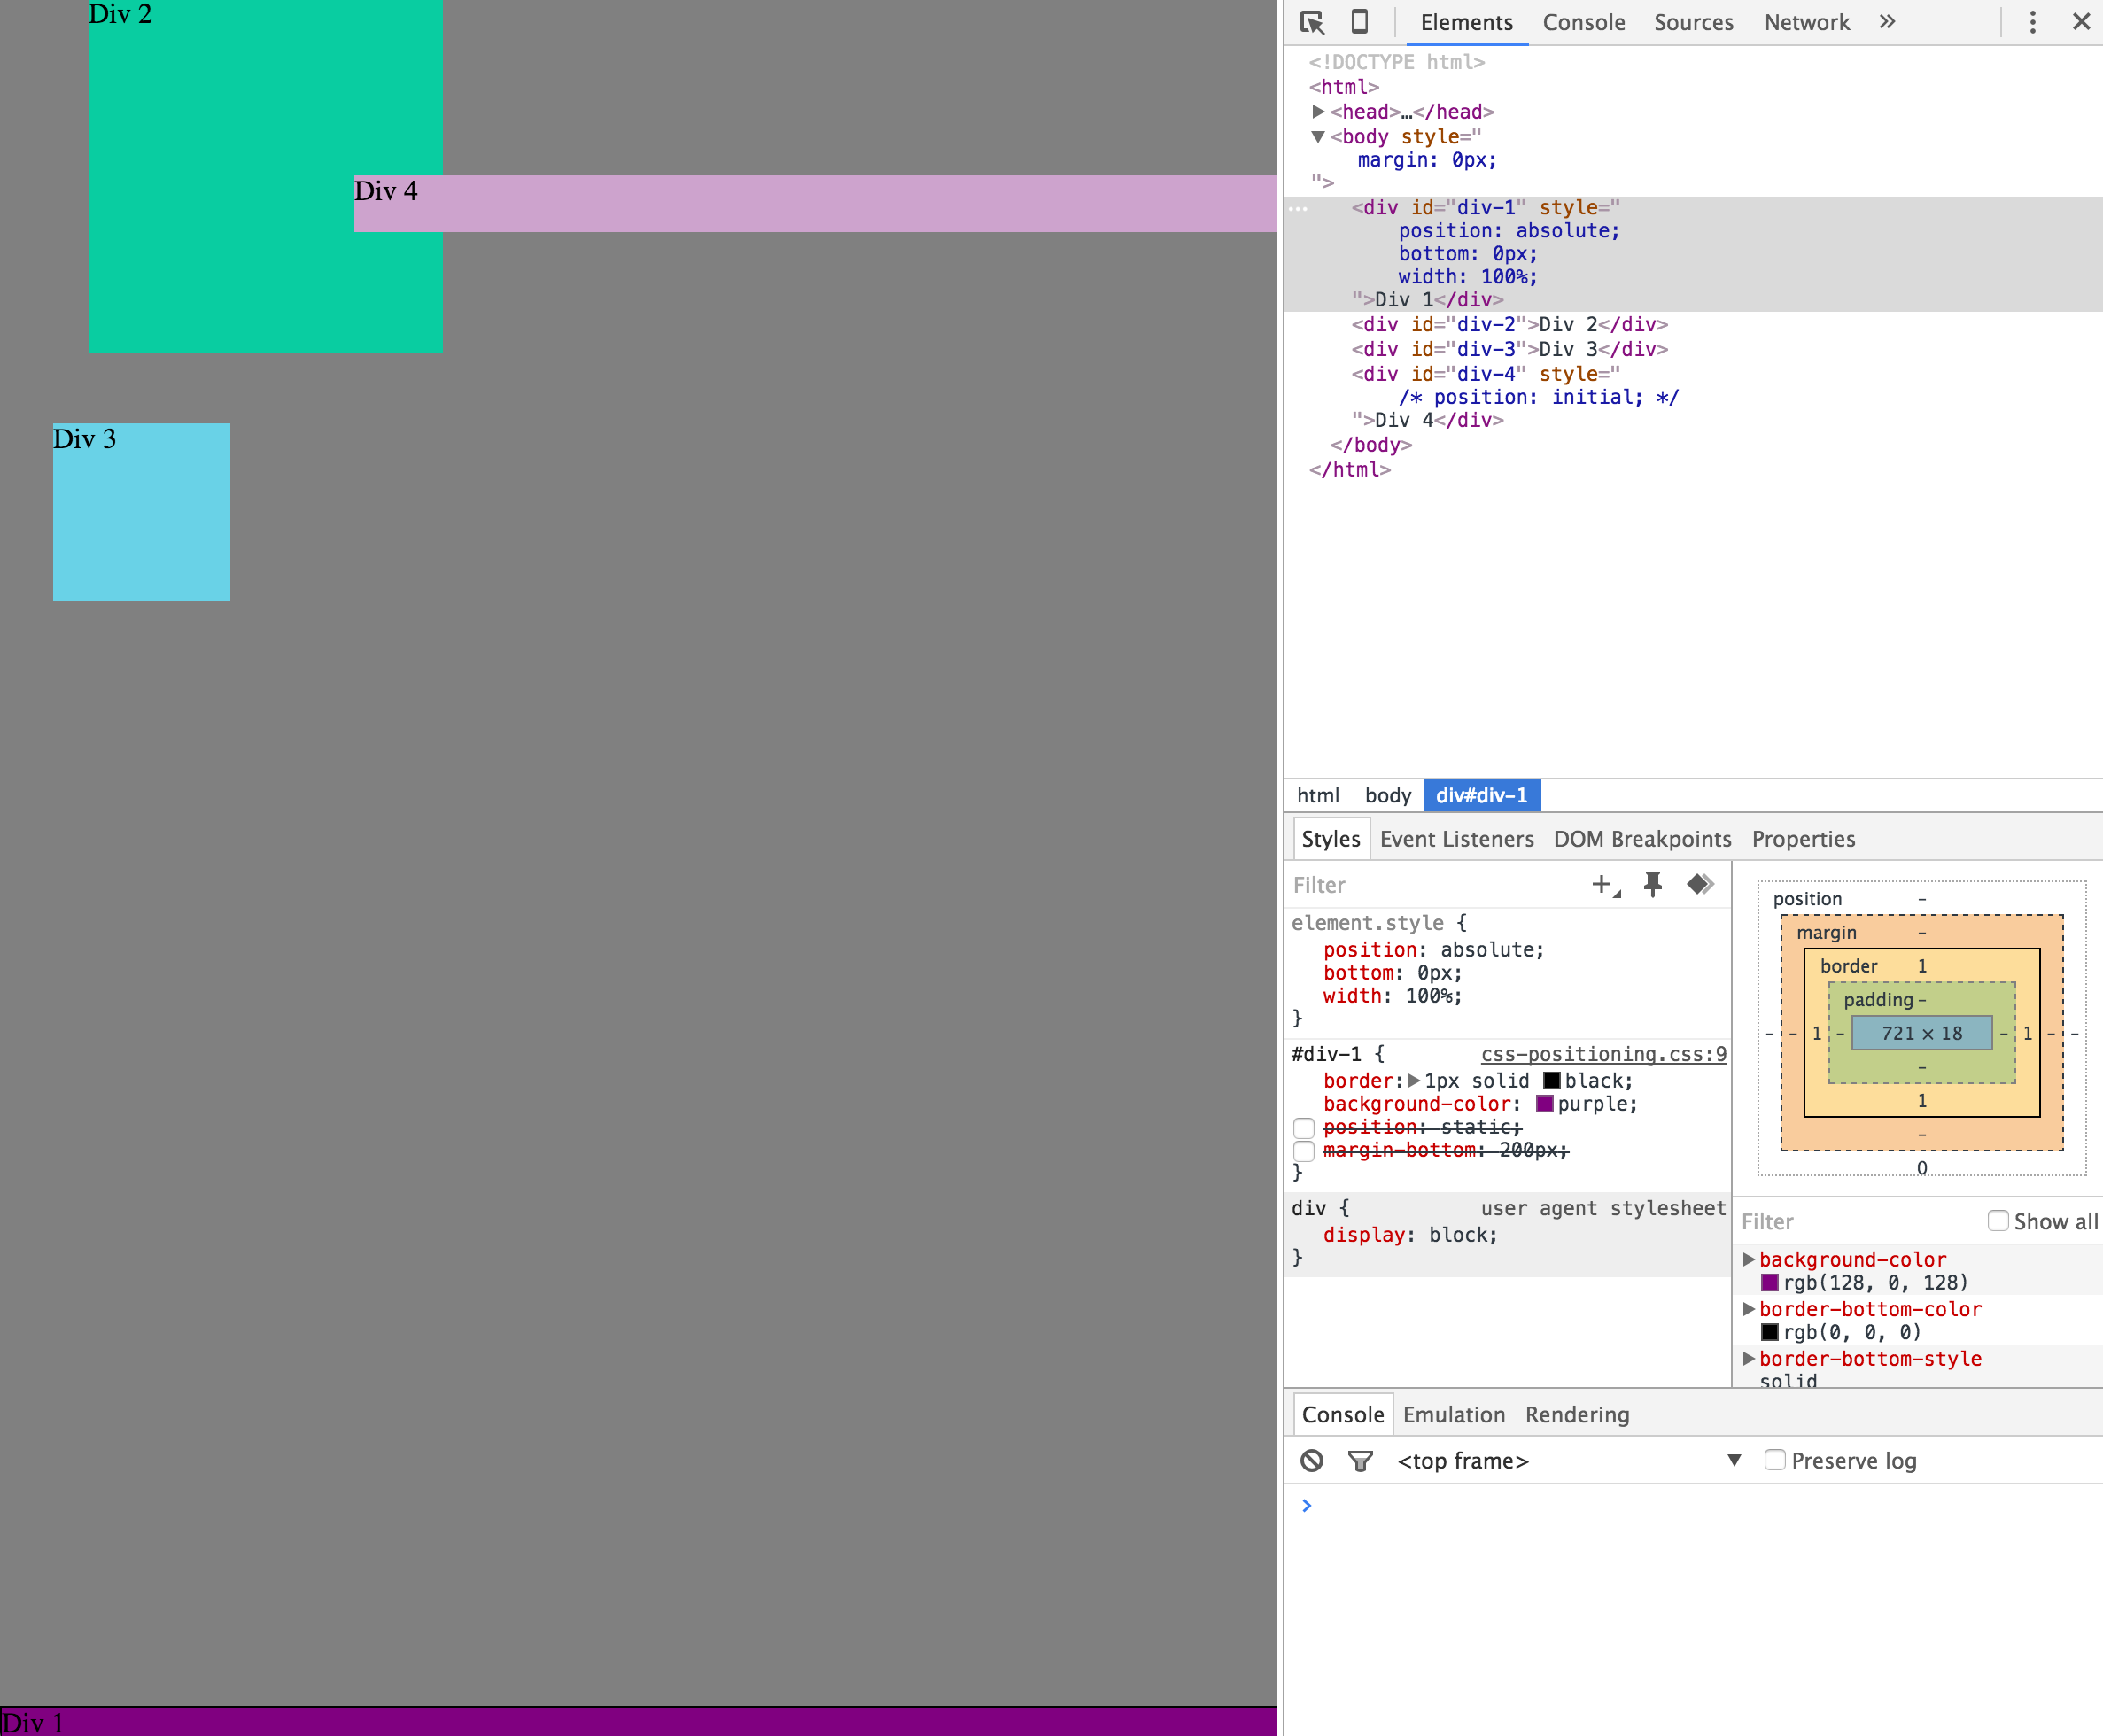 Div 2
Div 4
Div 3
Div 1
Elements Console Sources Network »
<!DOCTYPE html>
<html>
<head>…</head>
<body style="
margin: 0px;
">
<div id="div-1" style="
position: absolute;
bottom: 0px;
width: 100%;
">Div 1</div>
<div id="div-2">Div 2</div>
<div id="div-3">Div 3</div>
<div id="div-4" style="
/* position: initial; */
">Div 4</div>
</body>
</html>
html body div#div-1
Styles Event Listeners DOM Breakpoints Properties
Filter
element.style {
position: absolute;
bottom: 0px;
width: 100%;
}
#div-1 { css-positioning.css:9
border: 1px solid black;
background-color: purple;
position: static;
margin-bottom: 200px;
}
div { user agent stylesheet
display: block;
}
position -
margin -
border 1
padding -
- - 1 - 721 × 18 - 1 - -
-
1
-
0
Filter Show all
background-color
rgb(128, 0, 128)
border-bottom-color
rgb(0, 0, 0)
border-bottom-style
solid
Console Emulation Rendering
<top frame> ▼ Preserve log
>